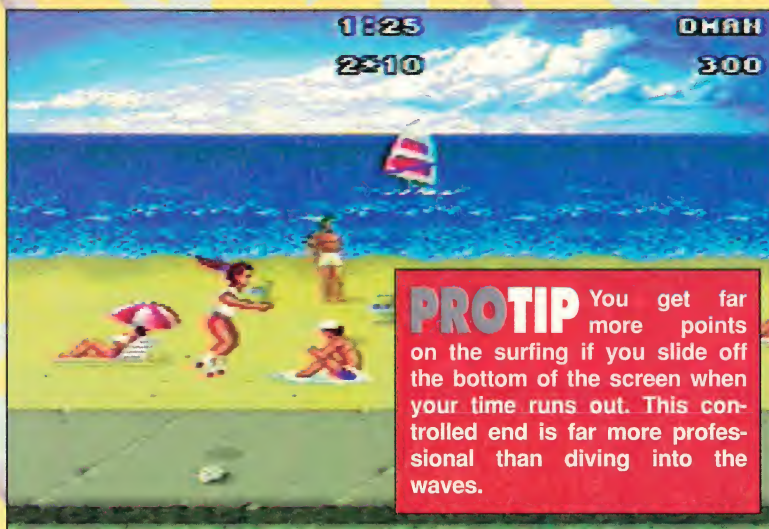 1:25 DMAN
2×10 300
PROTIP You get far
more points
on the surfing if you slide off
the bottom of the screen when
your time runs out. This con-
trolled end is far more profes-
sional than diving into the
waves.